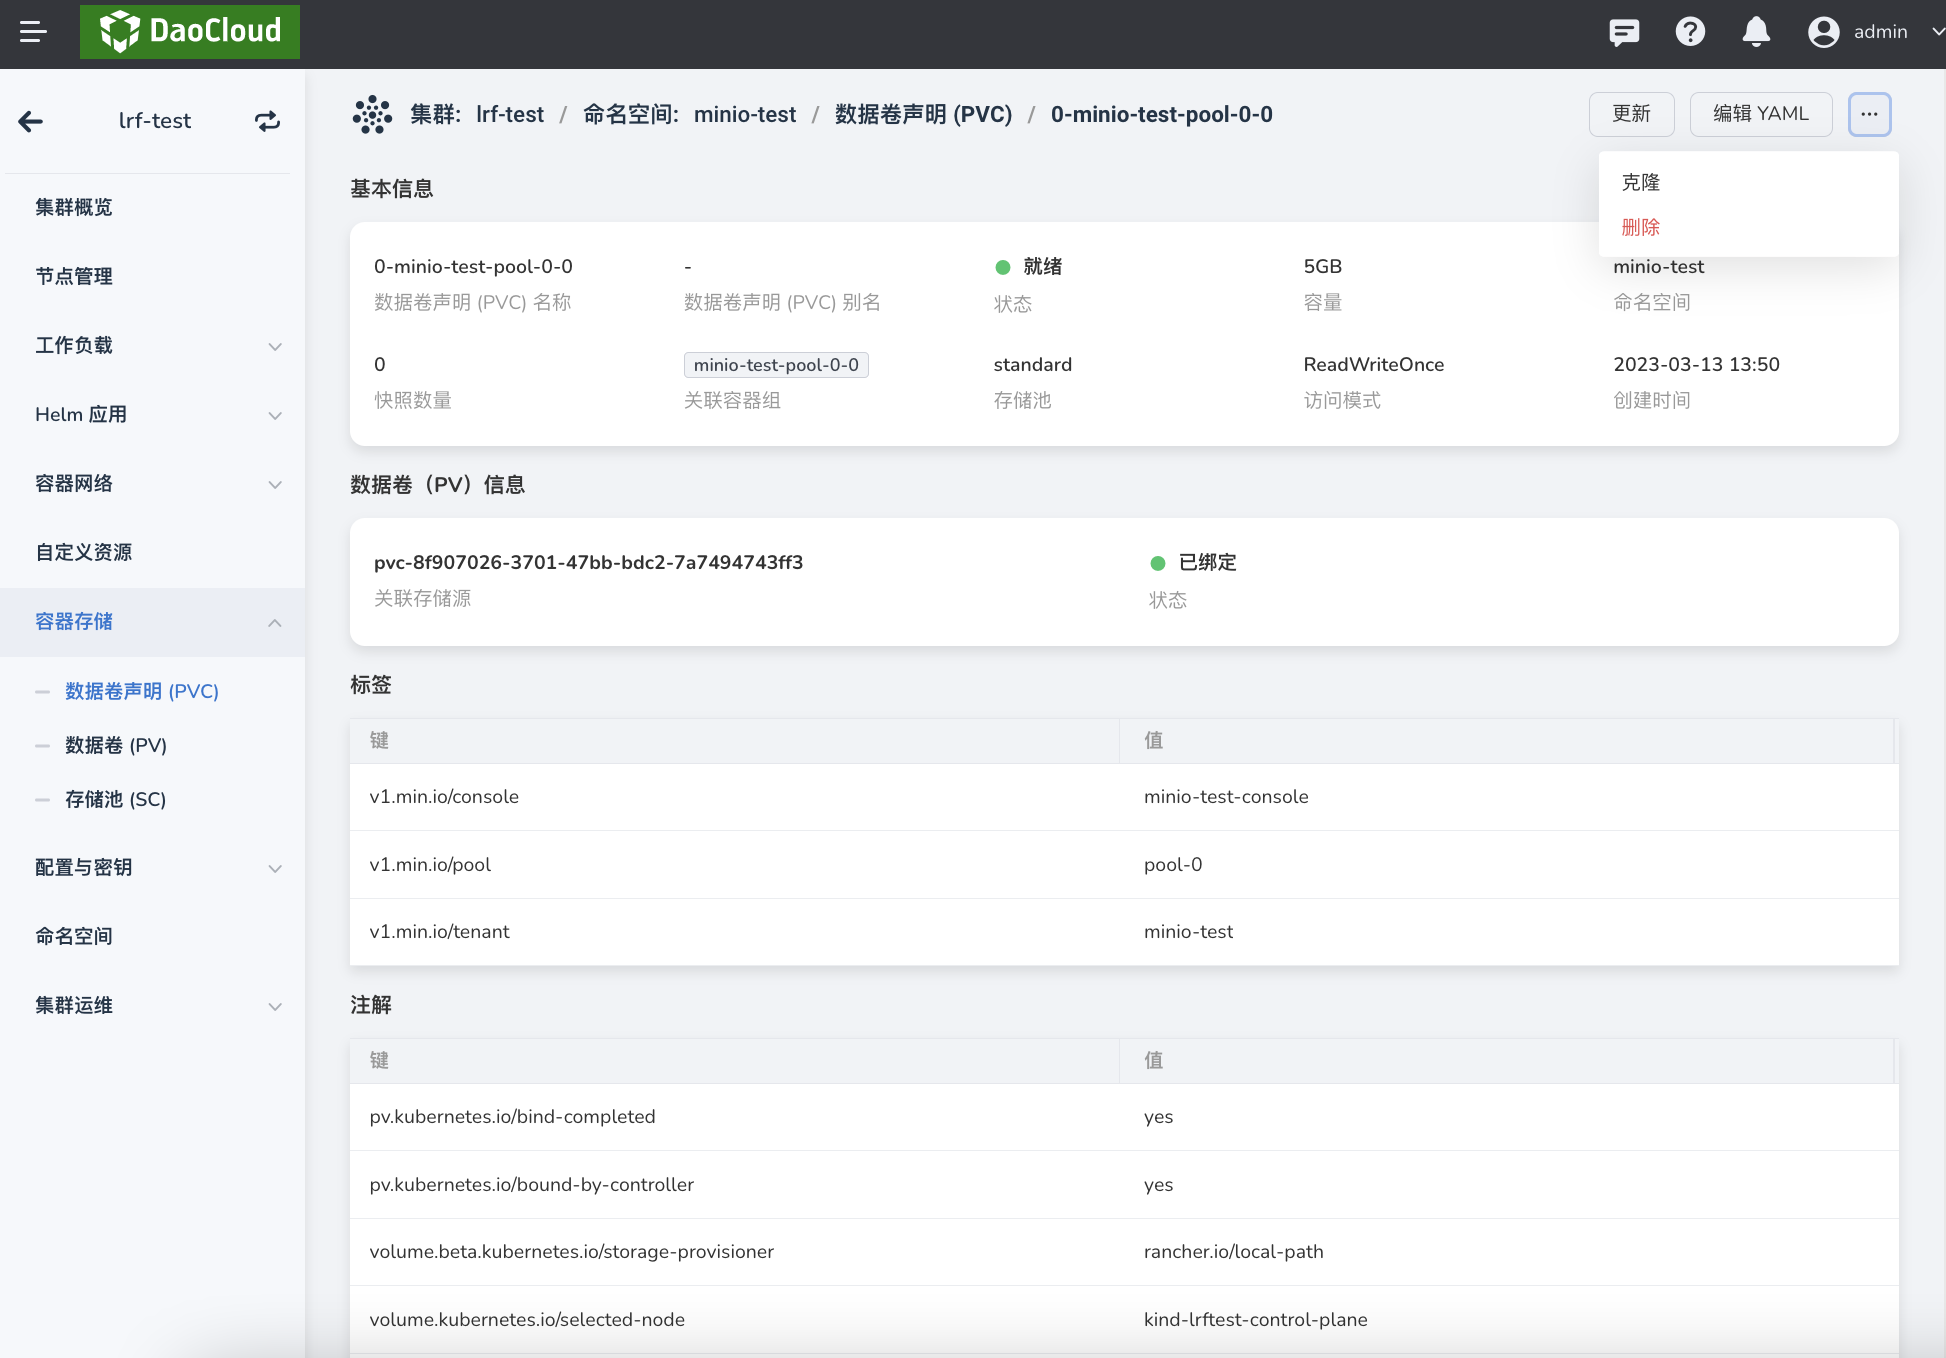 DaoCloud
admin
lrf-test
集群概览
节点管理
工作负载
Helm 应用
容器网络
自定义资源
容器存储
数据卷声明 (PVC)
数据卷 (PV)
存储池 (SC)
配置与密钥
命名空间
集群运维
集群: lrf-test / 命名空间: minio-test / 数据卷声明 (PVC) / 0-minio-test-pool-0-0
更新
编辑 YAML
克隆
删除
基本信息
0-minio-test-pool-0-0
数据卷声明 (PVC) 名称
-
数据卷声明 (PVC) 别名
就绪
状态
5GB
容量
minio-test
命名空间
0
快照数量
minio-test-pool-0-0
关联容器组
standard
存储池
ReadWriteOnce
访问模式
2023-03-13 13:50
创建时间
数据卷（PV）信息
pvc-8f907026-3701-47bb-bdc2-7a7494743ff3
关联存储源
已绑定
状态
标签
键 值
v1.min.io/console minio-test-console
v1.min.io/pool pool-0
v1.min.io/tenant minio-test
注解
键 值
pv.kubernetes.io/bind-completed yes
pv.kubernetes.io/bound-by-controller yes
volume.beta.kubernetes.io/storage-provisioner rancher.io/local-path
volume.kubernetes.io/selected-node kind-lrftest-control-plane